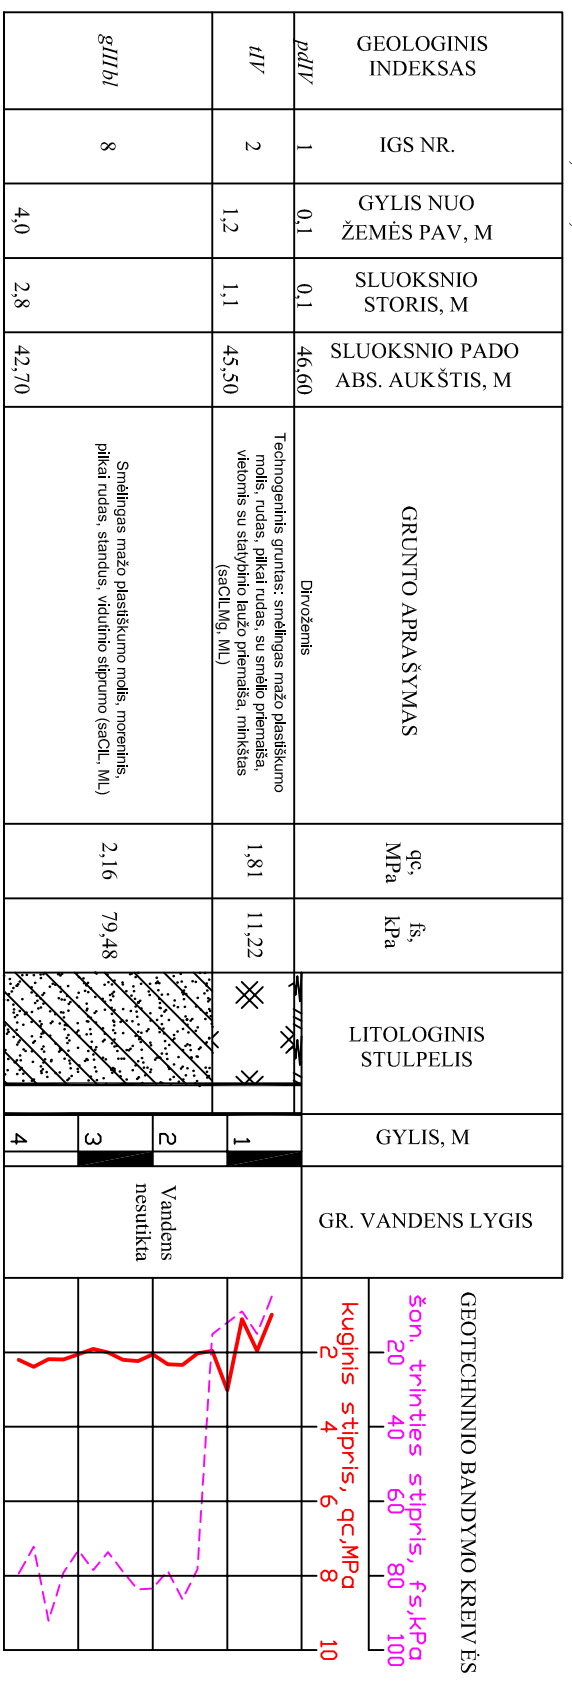 GEOLOGINIS
INDEKSAS
IGS NR.
GYLIS NUO
ŽEMĖS PAV, M
SLUOKSNIO
STORIS, M
SLUOKSNIO PADO
ABS. AUKŠTIS, M
GRUNTO APRAŠYMAS
qc,
MPa
fs,
kPa
LITOLOGINIS
STULPELIS
GYLIS, M
GR. VANDENS LYGIS
GEOTECHNINIO BANDYMO KREIVĖS
pdIV
1
0,1
0,1
46,60
Dirvožemis
tIV
2
1,2
1,1
45,50
Technogeninis gruntas: smėlingas mažo plastiškumo
molis, rudas, pilkai rudas, su smėlio priemaiša,
vietomis su statybinio laužo priemaiša, minkštas
(saCILMg, ML)
1,81
11,22
gIIIbl
8
4,0
2,8
42,70
Smėlingas mažo plastiškumo molis, moreninis,
pilkai rudas, standus, vidutinio stiprumo (saCIL, ML)
2,16
79,48
1
2
3
4
Vandens
nesutikta
šon. trinties stipris, fs,kPa
20 40 60 80 100
kuginis stipris, qc,MPa
2 4 6 8 10